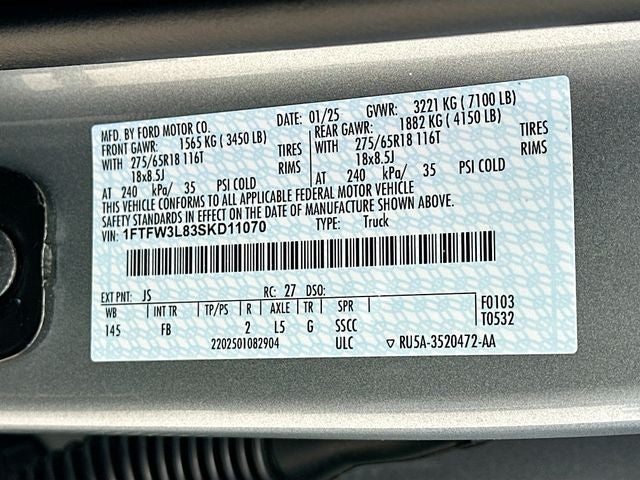 MFD. BY FORD MOTOR CO. DATE: 01/25 GVWR: 3221 KG ( 7100 LB)
FRONT GAWR: 1565 KG ( 3450 LB) REAR GAWR: 1882 KG ( 4150 LB)
WITH 275/65R18 116T TIRES WITH 275/65R18 116T TIRES
18x8.5J RIMS 18x8.5J RIMS
AT 240 kPa/ 35 PSI COLD AT 240 kPa/ 35 PSI COLD
THIS VEHICLE CONFORMS TO ALL APPLICABLE FEDERAL MOTOR VEHICLE
SAFETY STANDARDS IN EFFECT ON THE DATE OF MANUFACTURE SHOWN ABOVE.
VIN: 1FTFW3L83SKD11070 TYPE: Truck
EXT PNT: JS RC: 27 DSO:
WB INT TR TP/PS R AXLE TR SPR F0103
145 FB 2 L5 G SSCC T0532
2202501082904 ULC ▽ RU5A-3520472-AA